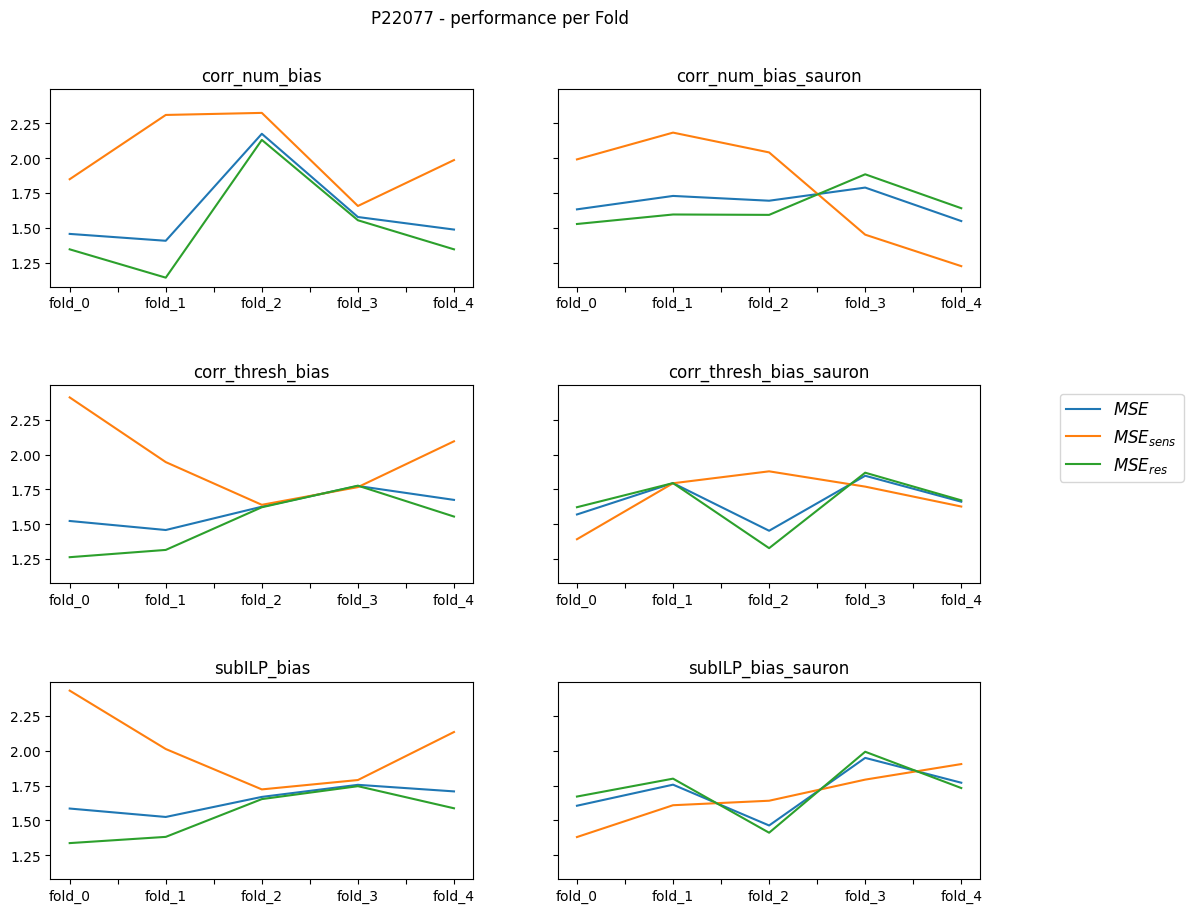 P22077 - performance per Fold
corr_num_bias
2.25
2.00
1.75
1.50
1.25
fold_0 fold_1 fold_2 fold_3 fold_4
corr_num_bias_sauron
fold_0 fold_1 fold_2 fold_3 fold_4
corr_thresh_bias
2.25
2.00
1.75
1.50
1.25
fold_0 fold_1 fold_2 fold_3 fold_4
corr_thresh_bias_sauron
fold_0 fold_1 fold_2 fold_3 fold_4
MSE
MSE_sens
MSE_res
subILP_bias
2.25
2.00
1.75
1.50
1.25
fold_0 fold_1 fold_2 fold_3 fold_4
subILP_bias_sauron
fold_0 fold_1 fold_2 fold_3 fold_4